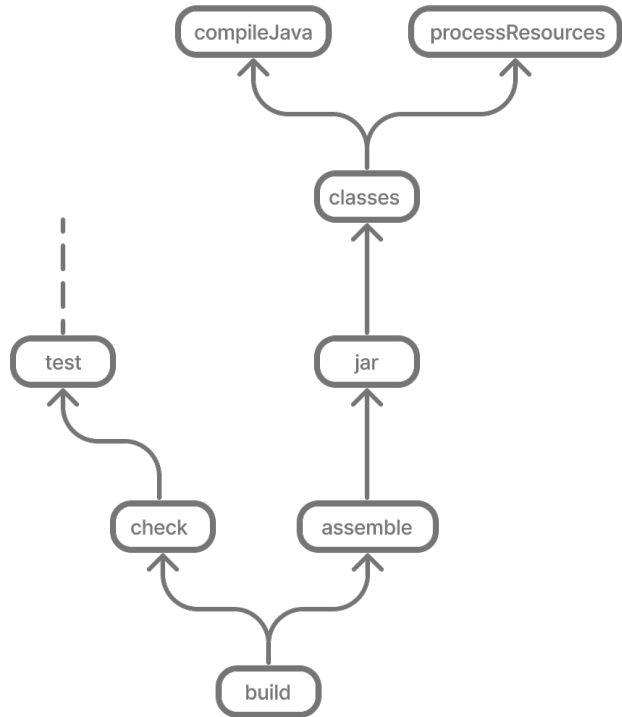 compileJava
processResources
classes
test
jar
check
assemble
build